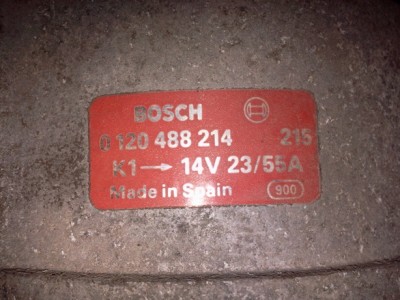 BOSCH
0 120 488 214 215
K1→ 14V 23/55A
Made in Spain 900